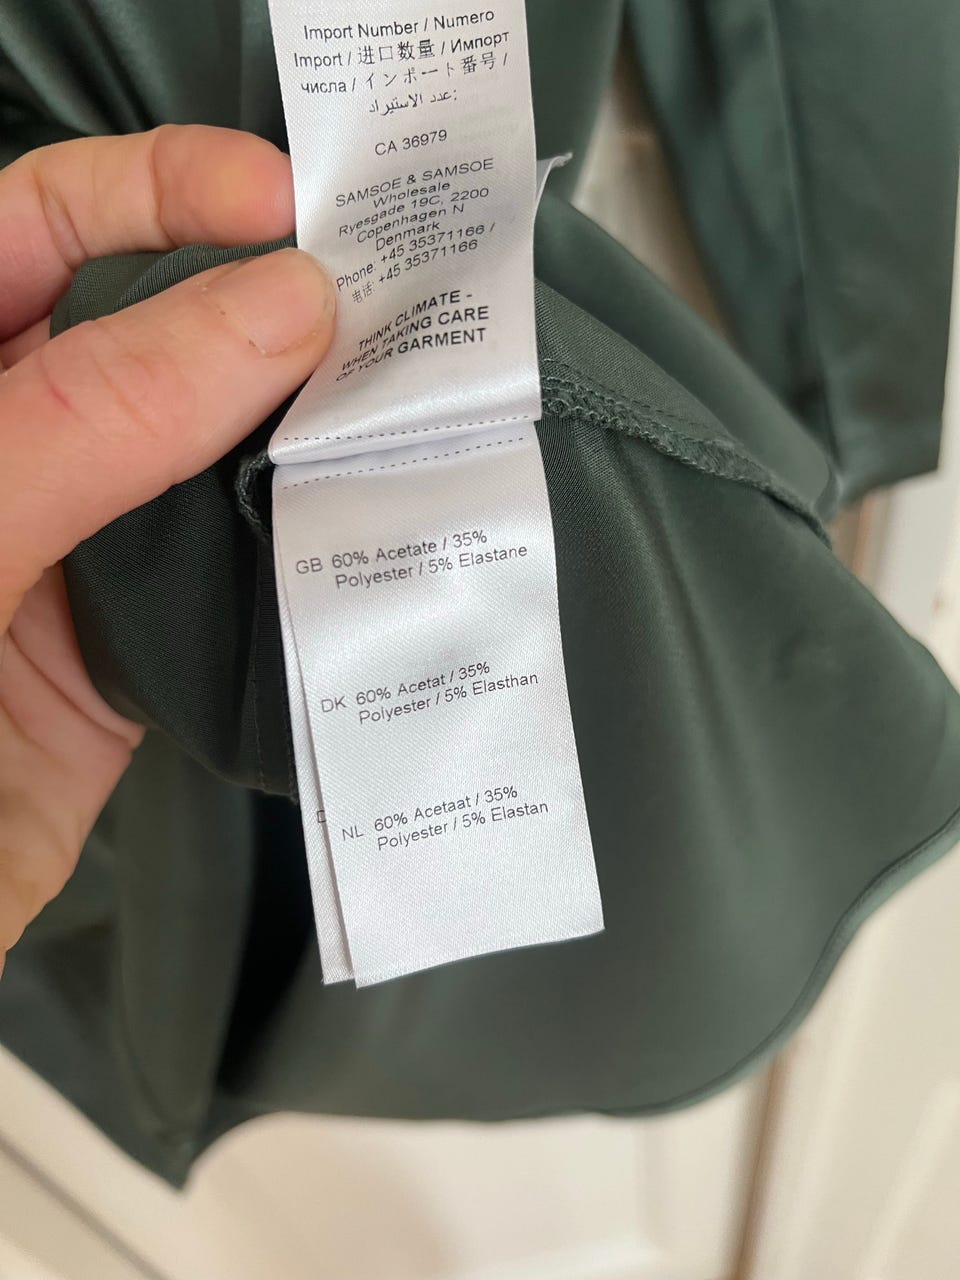 Import Number / Numero
Import / 进口数量 / Импорт
числа / インポート番号 /
عدد الاستيراد:
CA 36979
SAMSOE & SAMSOE
Wholesale
Ryesgade 19C, 2200
Copenhagen N
Denmark
Phone: +45 35371166 /
电话: +45 35371166
THINK CLIMATE -
WHEN TAKING CARE
OF YOUR GARMENT
GB 60% Acetate / 35%
Polyester / 5% Elastane
DK 60% Acetat / 35%
Polyester / 5% Elasthan
NL 60% Acetaat / 35%
Polyester / 5% Elastan